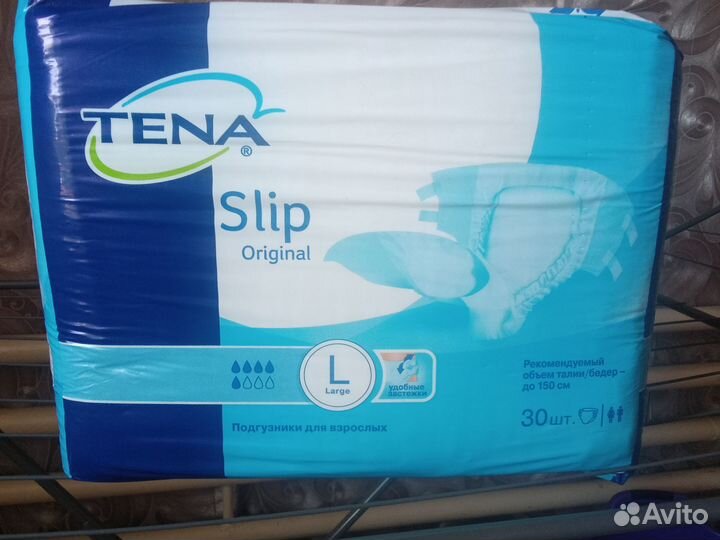 TENA®
Slip
Original
L
Large
удобные
застежки
Рекомендуемый
объем талии/бедер –
до 150 см
30шт.
Подгузники для взрослых
Avito